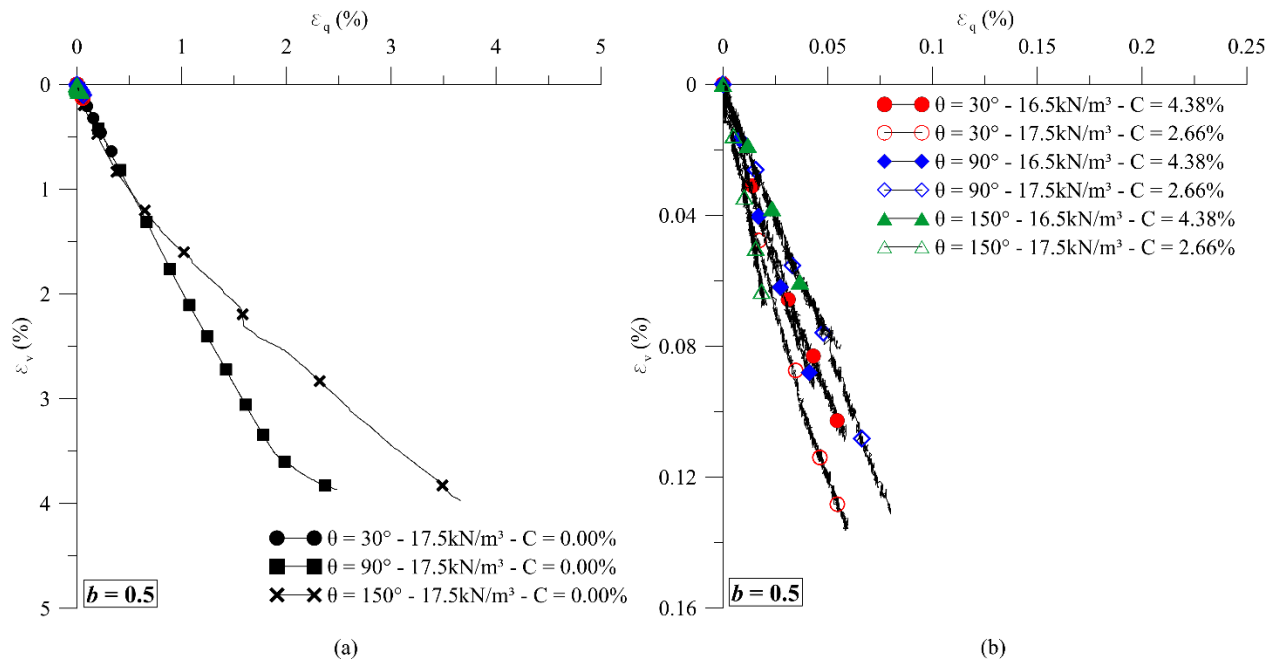 ε_q (%)
0 1 2 3 4 5
0
1
2
3
4
5
ε_v (%)
θ = 30° - 17.5kN/m³ - C = 0.00%
θ = 90° - 17.5kN/m³ - C = 0.00%
θ = 150° - 17.5kN/m³ - C = 0.00%
b = 0.5
(a)
ε_q (%)
0 0.05 0.1 0.15 0.2 0.25
0
0.04
0.08
0.12
0.16
ε_v (%)
θ = 30° - 16.5kN/m³ - C = 4.38%
θ = 30° - 17.5kN/m³ - C = 2.66%
θ = 90° - 16.5kN/m³ - C = 4.38%
θ = 90° - 17.5kN/m³ - C = 2.66%
θ = 150° - 16.5kN/m³ - C = 4.38%
θ = 150° - 17.5kN/m³ - C = 2.66%
b = 0.5
(b)